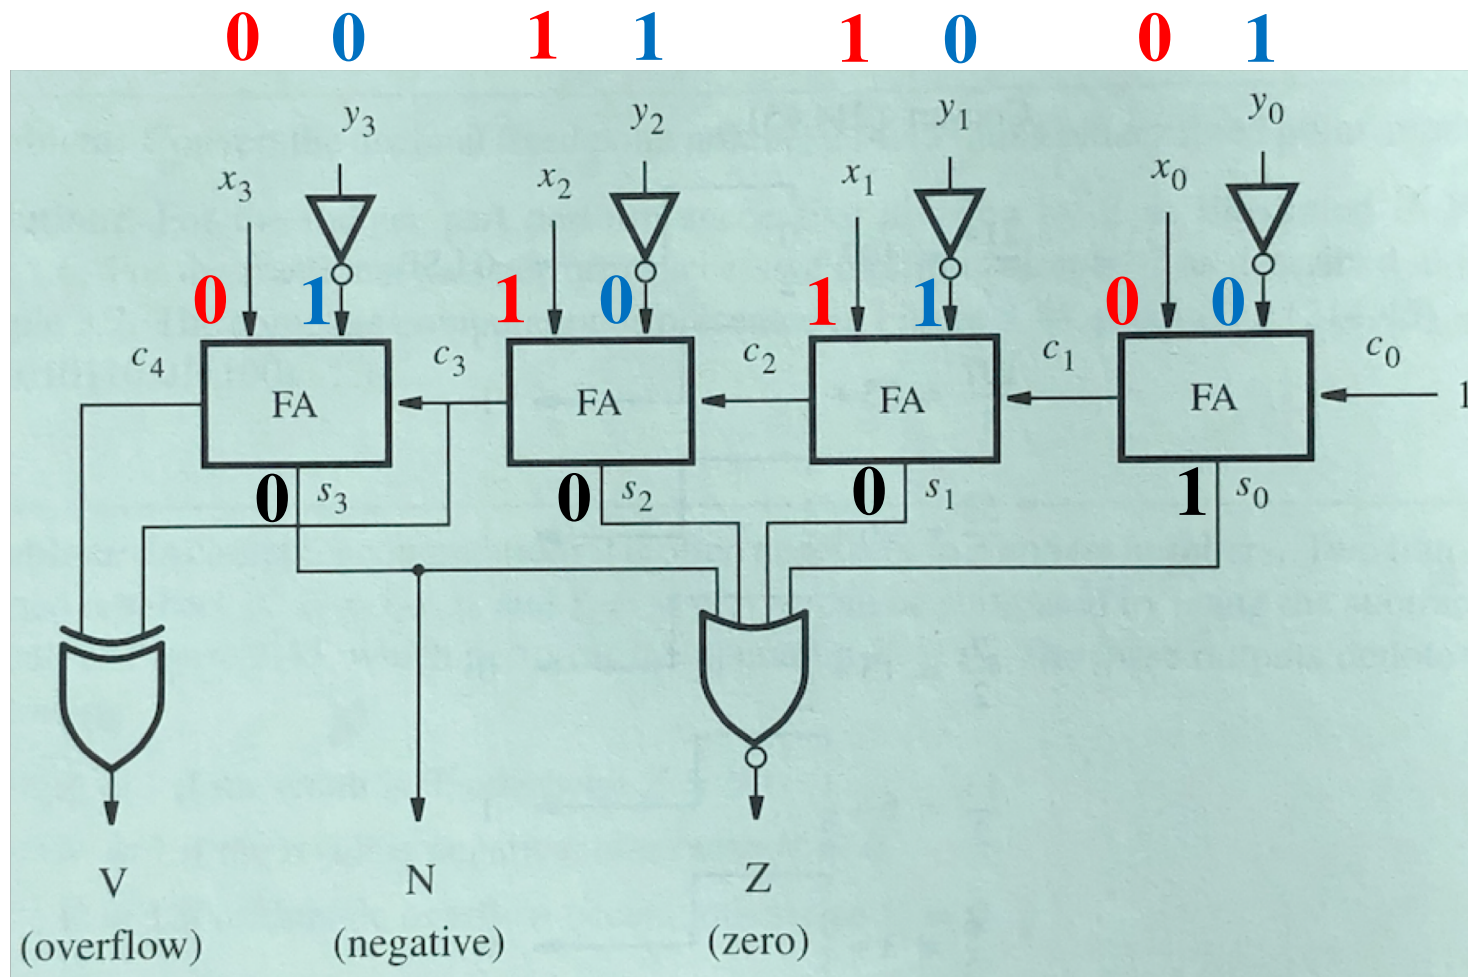 0 0 1 1 1 0 0 1
y3 y2 y1 y0
x3 x2 x1 x0
0 1 1 0 1 1 0 0
c4 c3 c2 c1 c0
FA FA FA FA 1
0 s3 0 s2 0 s1 1 s0
V N Z
(overflow) (negative) (zero)